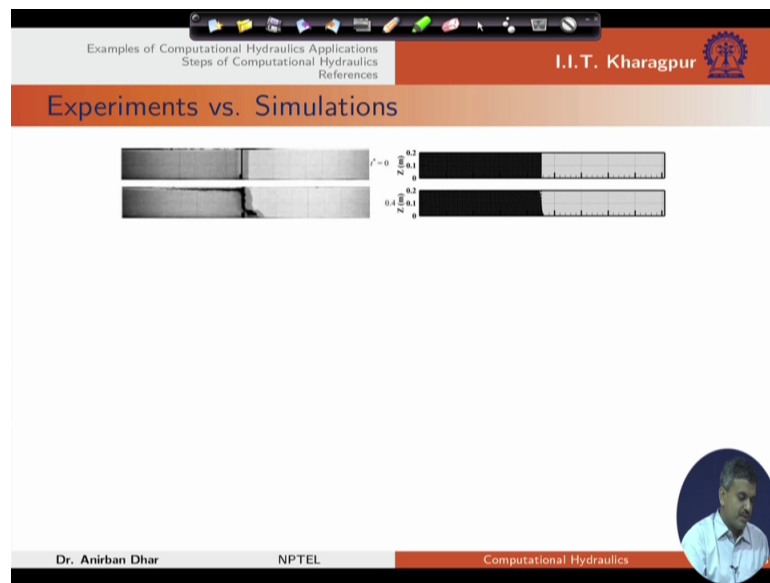 Examples of Computational Hydraulics Applications
Steps of Computational Hydraulics
References
I.I.T. Kharagpur
Experiments vs. Simulations
t* = 0
Z (m)
0.2
0.1
0
0.4
Z (m)
0.2
0.1
0
Dr. Anirban Dhar
NPTEL
Computational Hydraulics